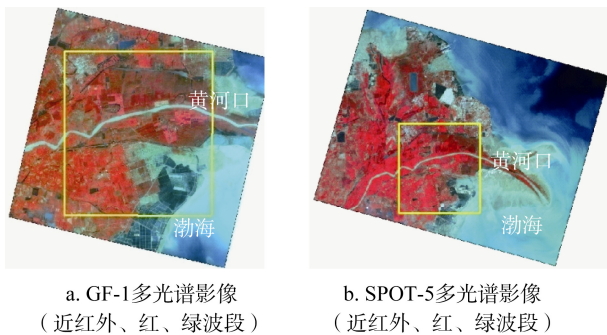 黄河口
渤海
黄河口
渤海
a. GF-1多光谱影像
(近红外、红、绿波段)
b. SPOT-5多光谱影像
(近红外、红、绿波段)